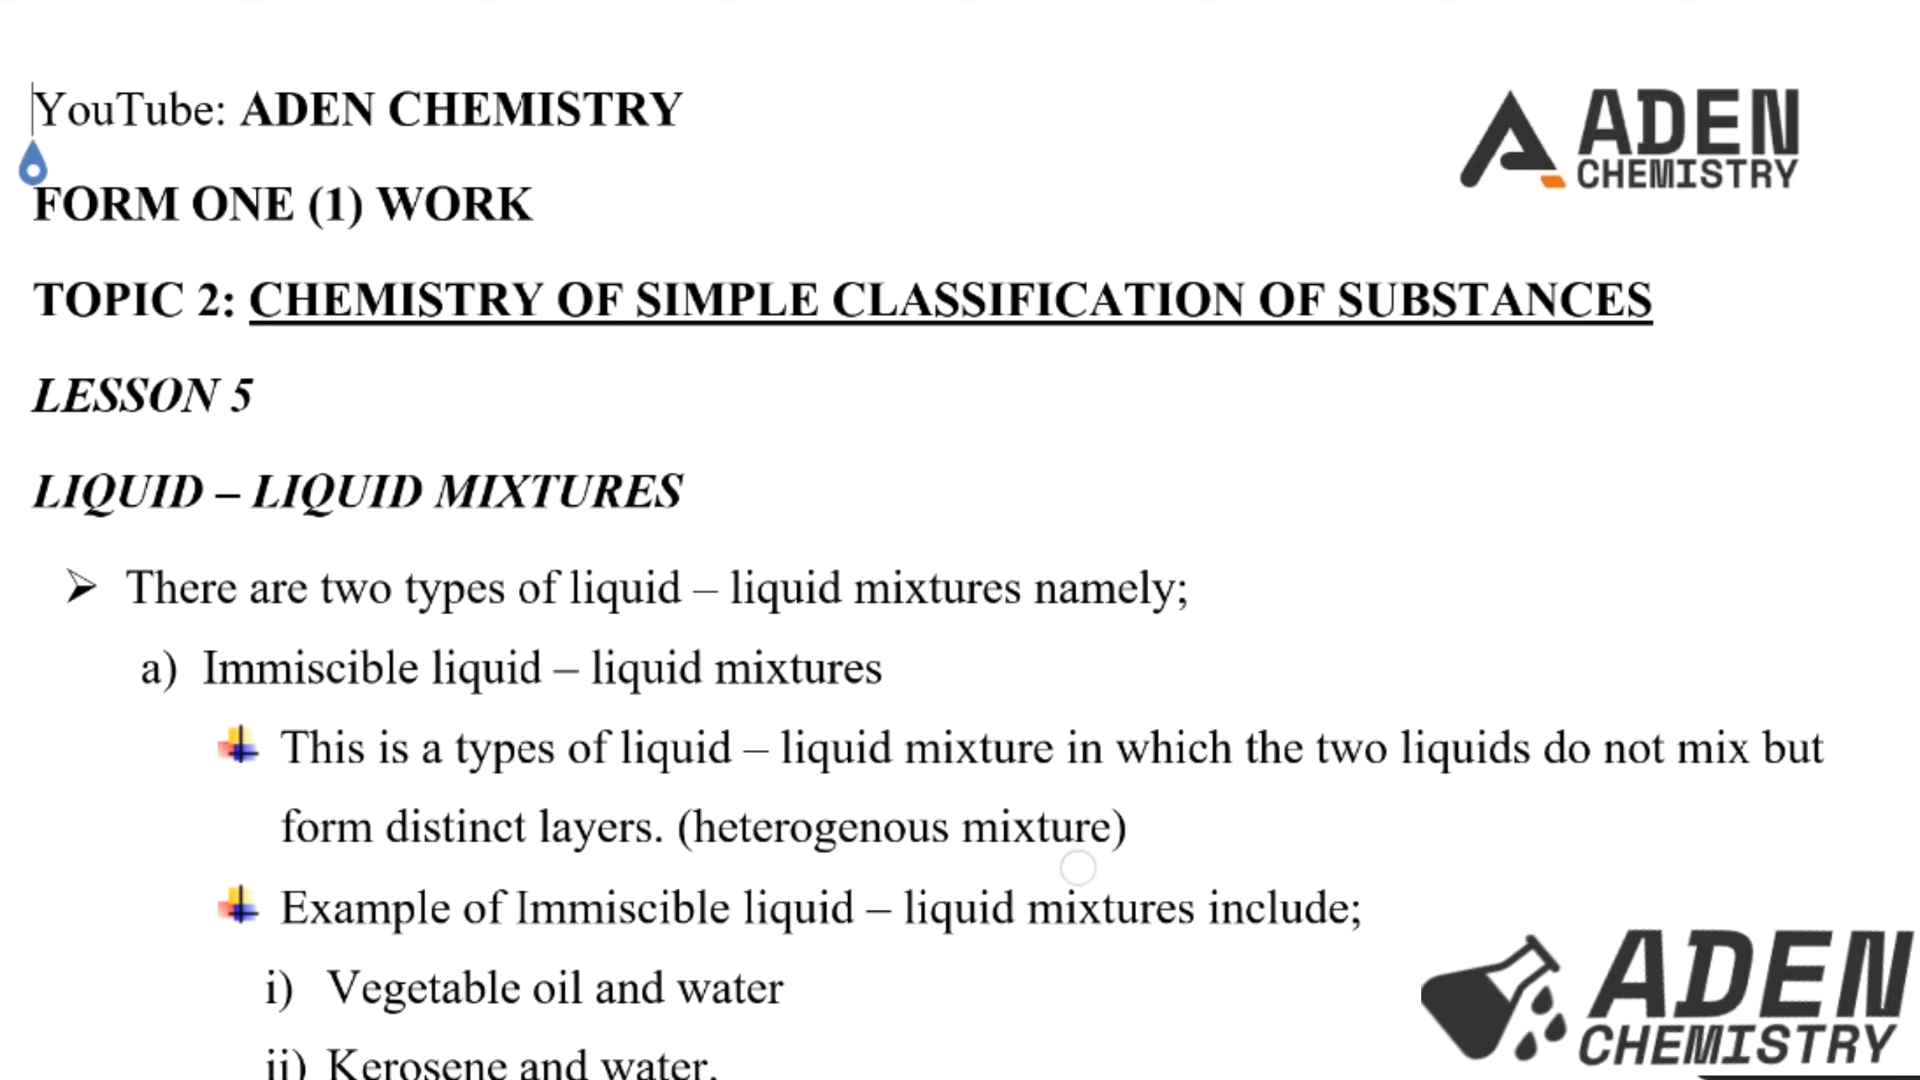 YouTube: ADEN CHEMISTRY
ADEN
CHEMISTRY
FORM ONE (1) WORK
TOPIC 2: CHEMISTRY OF SIMPLE CLASSIFICATION OF SUBSTANCES
LESSON 5
LIQUID – LIQUID MIXTURES
➢ There are two types of liquid – liquid mixtures namely;
a) Immiscible liquid – liquid mixtures
This is a types of liquid – liquid mixture in which the two liquids do not mix but
form distinct layers. (heterogenous mixture)
Example of Immiscible liquid – liquid mixtures include;
i) Vegetable oil and water
ii) Kerosene and water.
ADEN
CHEMISTRY